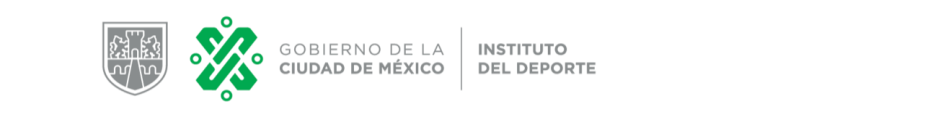 GOBIERNO DE LA
CIUDAD DE MÉXICO
INSTITUTO
DEL DEPORTE